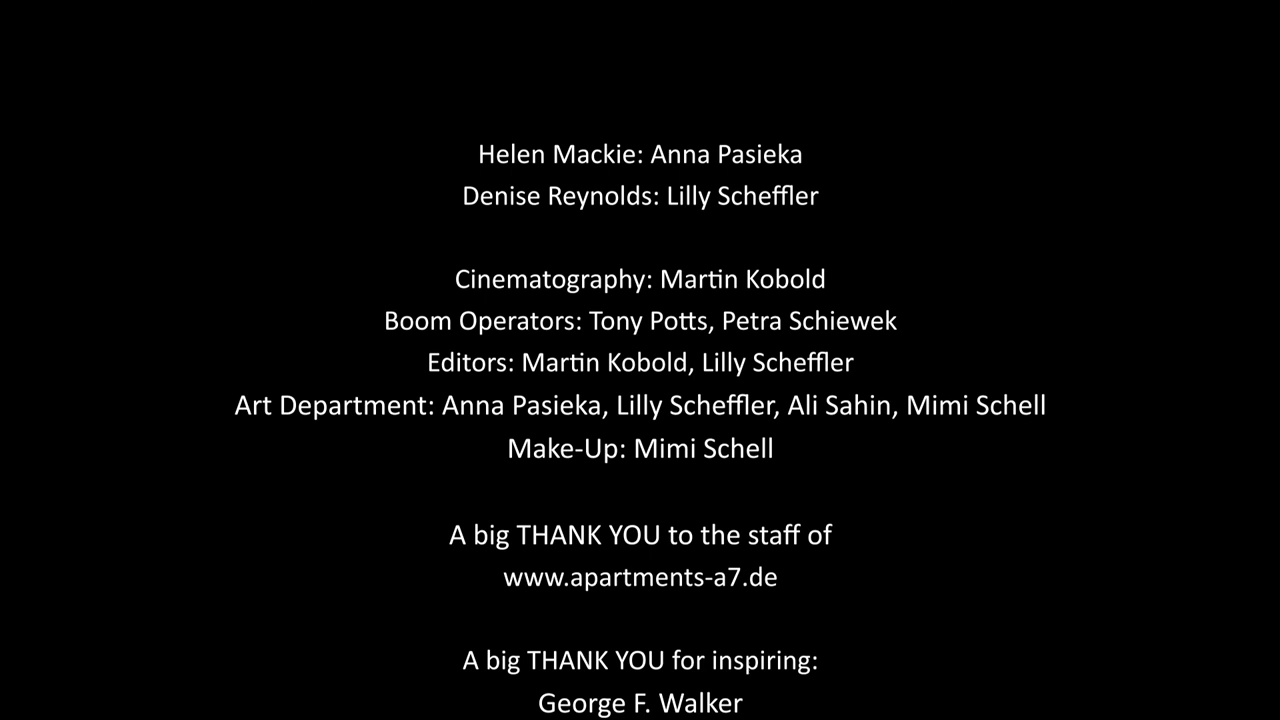 Helen Mackie: Anna Pasieka
Denise Reynolds: Lilly Scheffler
Cinematography: Martin Kobold
Boom Operators: Tony Potts, Petra Schiewek
Editors: Martin Kobold, Lilly Scheffler
Art Department: Anna Pasieka, Lilly Scheffler, Ali Sahin, Mimi Schell
Make-Up: Mimi Schell
A big THANK YOU to the staff of
www.apartments-a7.de
A big THANK YOU for inspiring:
George F. Walker